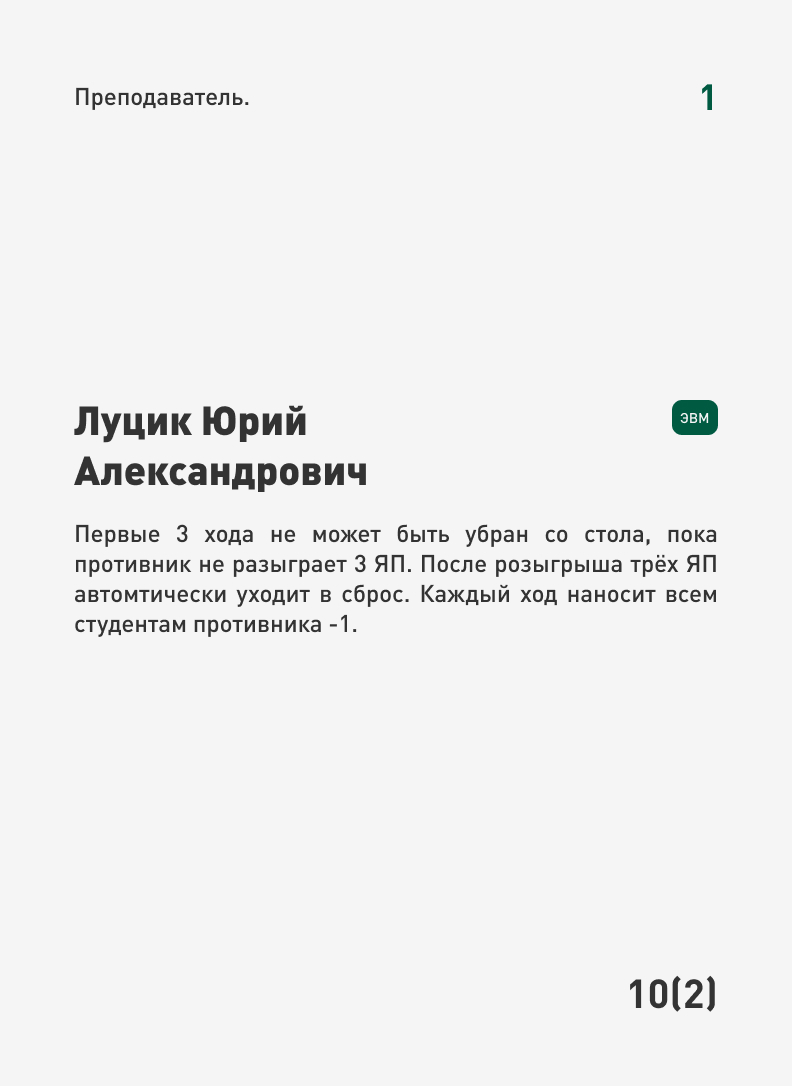 Преподаватель.
1
Луцик Юрий
Александрович
ЭВМ
Первые 3 хода не может быть убран со стола, пока
противник не разыграет 3 ЯП. После розыгрыша трёх ЯП
автомтически уходит в сброс. Каждый ход наносит всем
студентам противника -1.
10(2)